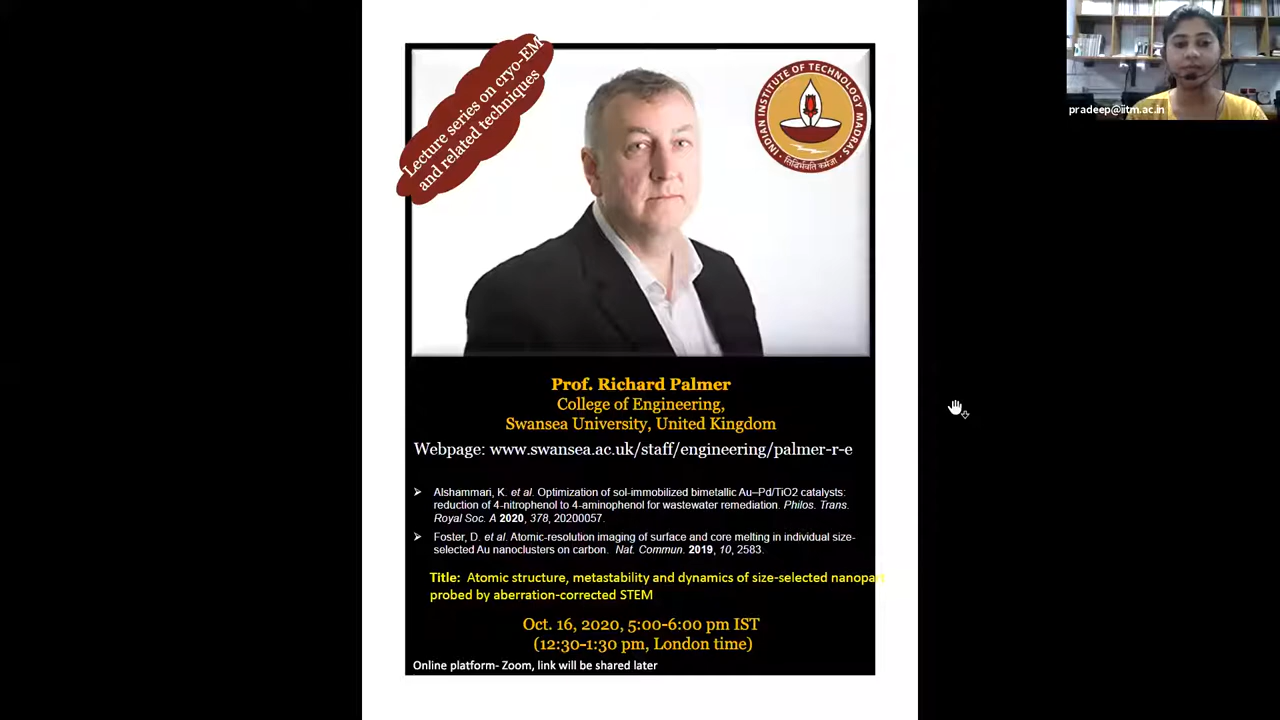 Lecture series on cryo-EM
and related techniques
INDIAN INSTITUTE OF TECHNOLOGY MADRAS
सिद्धिर्भवति कर्मजा
pradeep@iitm.ac.in
Prof. Richard Palmer
College of Engineering,
Swansea University, United Kingdom
Webpage: www.swansea.ac.uk/staff/engineering/palmer-r-e
➢ Alshammari, K. et al. Optimization of sol-immobilized bimetallic Au–Pd/TiO2 catalysts:
reduction of 4-nitrophenol to 4-aminophenol for wastewater remediation. Philos. Trans.
Royal Soc. A 2020, 378, 20200057.
➢ Foster, D. et al. Atomic-resolution imaging of surface and core melting in individual size-
selected Au nanoclusters on carbon. Nat. Commun. 2019, 10, 2583.
Title: Atomic structure, metastability and dynamics of size-selected nanopar
probed by aberration-corrected STEM
Oct. 16, 2020, 5:00-6:00 pm IST
(12:30-1:30 pm, London time)
Online platform- Zoom, link will be shared later